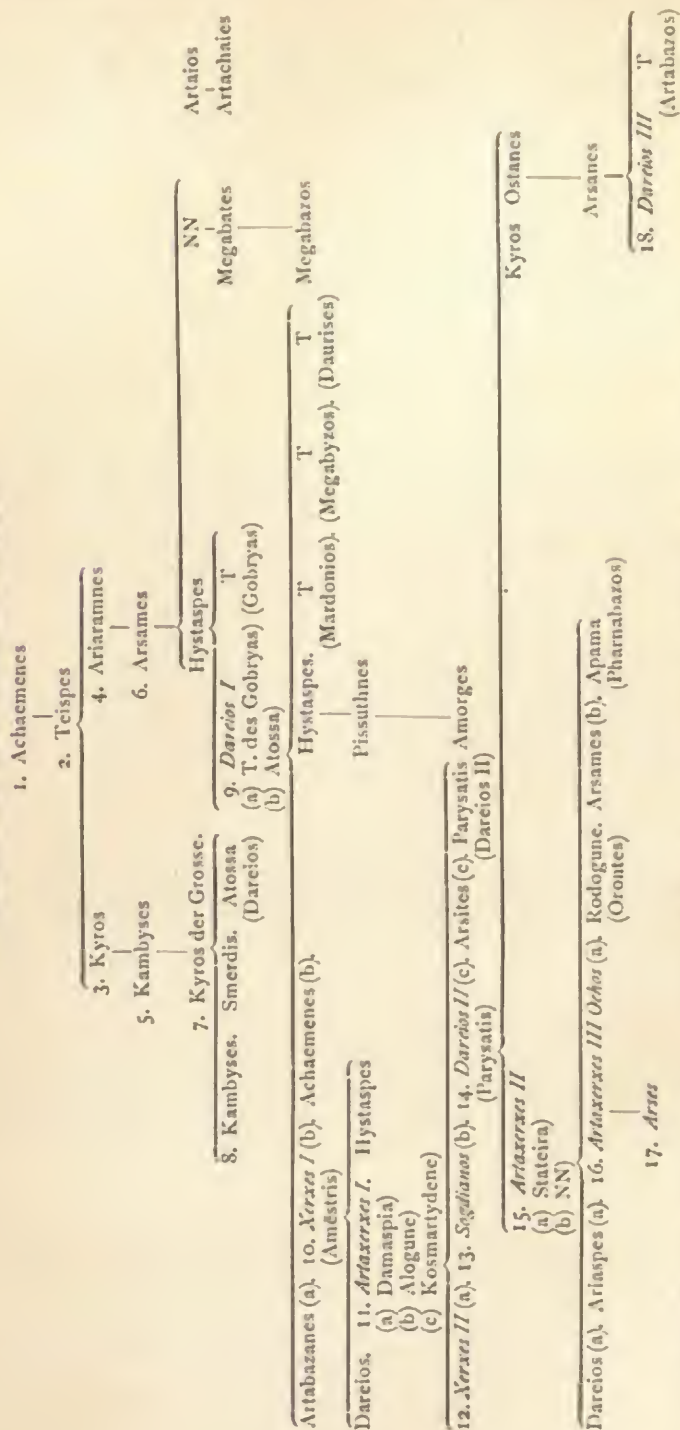 1. Achaemenes
2. Teispes
3. Kyros 4. Ariaramnes
5. Kambyses 6. Arsames
7. Kyros der Grosse. Hystaspes NN Artaios
Megabates Artachaies
8. Kambyses. Smerdis. Atossa 9. Dareios I T
(Dareios) (a) T. des Gobryas) (Gobryas)
(b) Atossa)
Artabazanes (a). 10. Xerxes I (b). Achaemenes (b). Hystaspes. T T T Megabazos
(Amēstris) (Mardonios). (Megabyzos). (Daurises)
Dareios. 11. Artaxerxes I. Hystaspes Pissuthnes
(a) Damaspia)
(b) Alogune)
(c) Kosmartydene)
12. Xerxes II (a). 13. Sogdianos (b). 14. Dareios II (c). Arsites (c). Parysatis Amorges
(Parysatis) (Dareios II)
15. Artaxerxes II Kyros Ostanes
(a) Stateira)
(b) NN)
Dareios (a). Ariaspes (a). 16. Artaxerxes III Ochos (a). Rodogune. Arsames (b). Apama Arsanes
(Orontes) (Pharnabazos)
17. Arses 18. Dareios III T
(Artabazos)